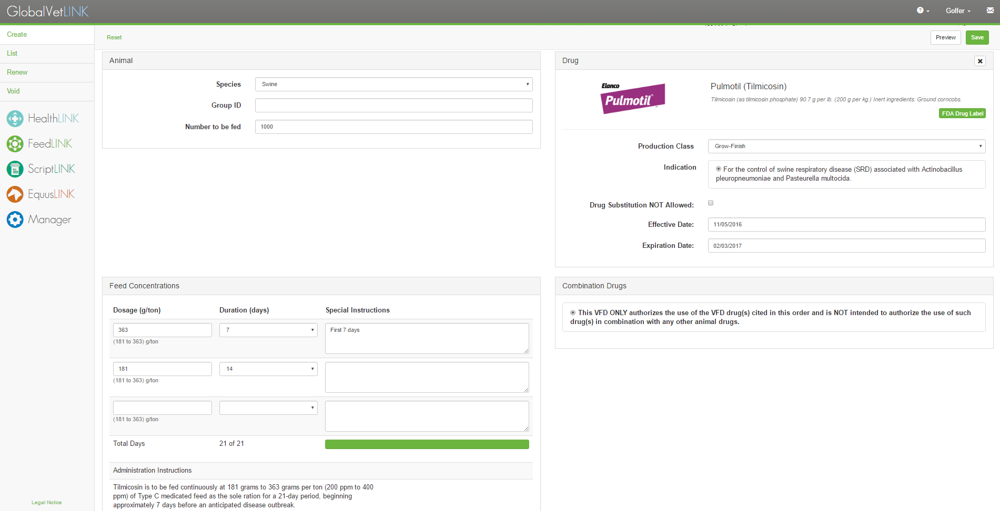 GlobalVetLINK
Golfer
Create
List
Renew
Void
HealthLINK
FeedLINK
ScriptLINK
EquusLINK
Manager
Legal Notice
Reset
Preview
Save
Animal
Species
Swine
Group ID
Number to be fed
1000
Drug
Elanco
Pulmotil®
Pulmotil (Tilmicosin)
Tilmicosin (as tilmicosin phosphate) 90.7 g per lb. (200 g per kg.) Inert ingredients: Ground corncobs.
FDA Drug Label
Production Class
Grow-Finish
Indication
For the control of swine respiratory disease (SRD) associated with Actinobacillus
pleuropneumoniae and Pasteurella multocida.
Drug Substitution NOT Allowed:
Effective Date:
11/05/2016
Expiration Date:
02/03/2017
Feed Concentrations
Dosage (g/ton) Duration (days) Special Instructions
363 7 First 7 days
(181 to 363) g/ton
181 14
(181 to 363) g/ton
(181 to 363) g/ton
Total Days 21 of 21
Administration Instructions
Tilmicosin is to be fed continuously at 181 grams to 363 grams per ton (200 ppm to 400
ppm) of Type C medicated feed as the sole ration for a 21-day period, beginning
approximately 7 days before an anticipated disease outbreak.
Combination Drugs
This VFD ONLY authorizes the use of the VFD drug(s) cited in this order and is NOT intended to authorize the use of such
drug(s) in combination with any other animal drugs.